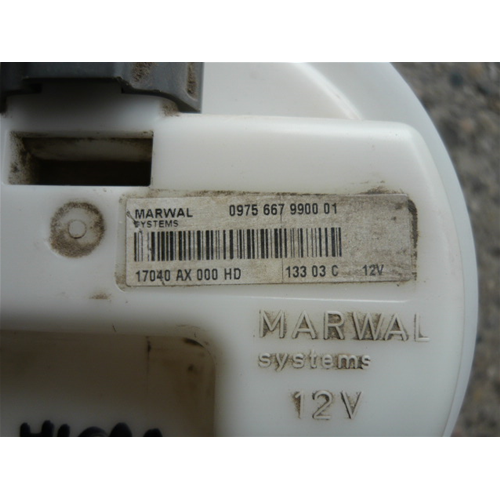 MARWAL 0975 667 9900 01
SYSTEMS
17040 AX 000 HD 133 03 C 12V
MARWAL
systems
12V